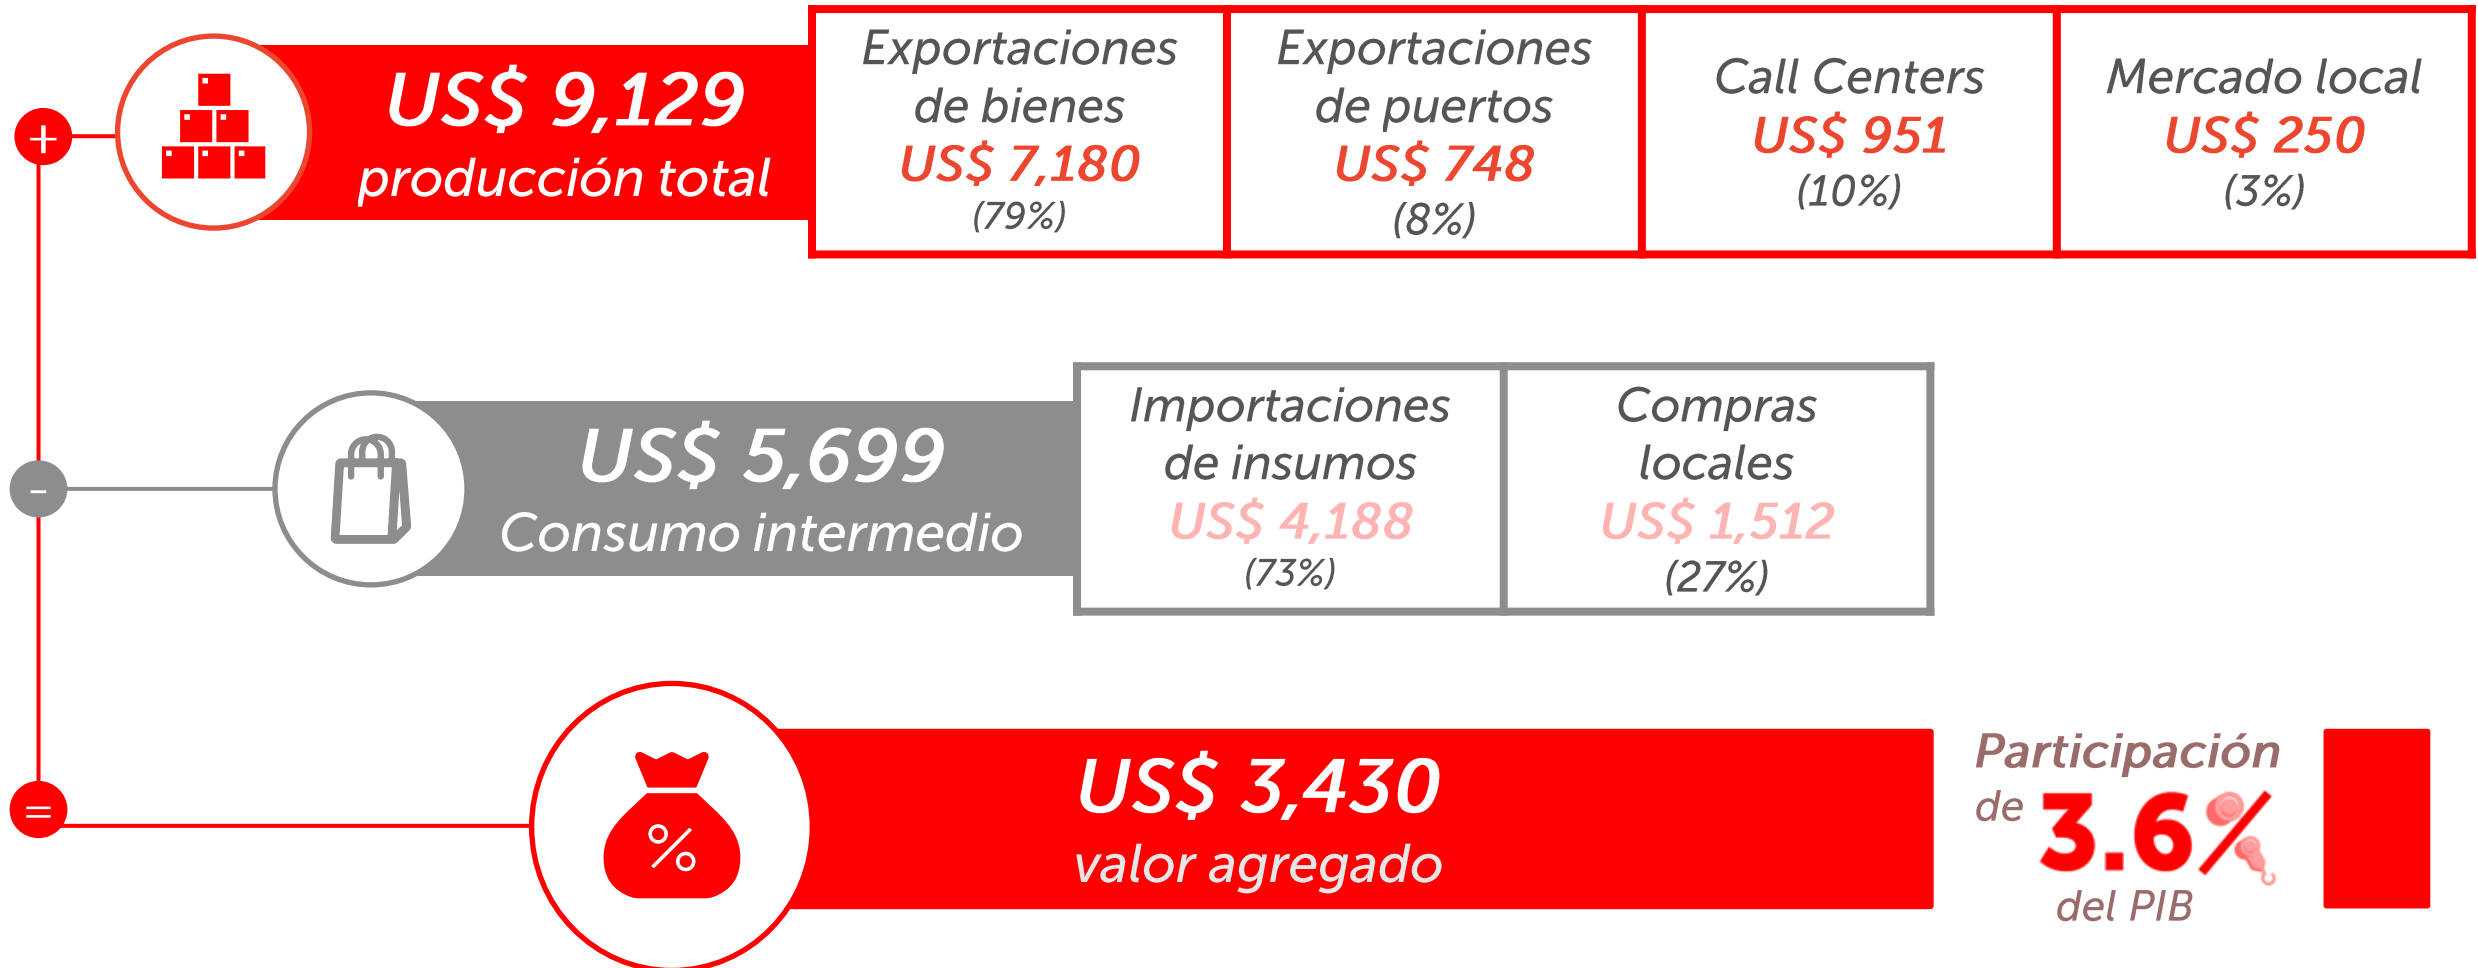 +
US$ 9,129
producción total
Exportaciones
de bienes
US$ 7,180
(79%)
Exportaciones
de puertos
US$ 748
(8%)
Call Centers
US$ 951
(10%)
Mercado local
US$ 250
(3%)
-
US$ 5,699
Consumo intermedio
Importaciones
de insumos
US$ 4,188
(73%)
Compras
locales
US$ 1,512
(27%)
=
%
US$ 3,430
valor agregado
Participación
de 3.6%
del PIB